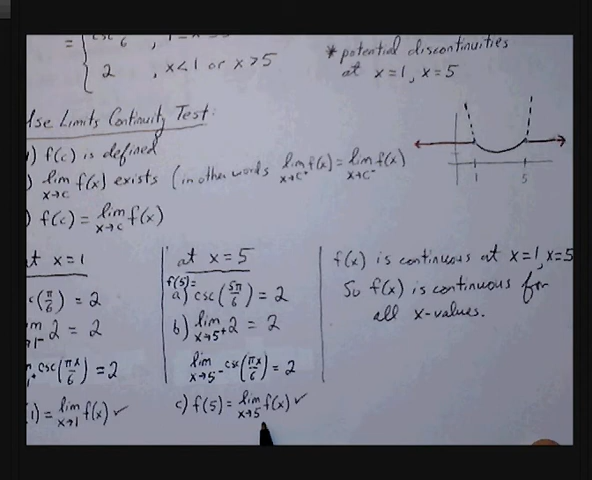 csc 6 , 1
= {
2 , x<1 or x>5
* potential discontinuities
at x=1, x=5
Use Limits Continuity Test:
) f(c) is defined
) lim x→c f(x) exists (in other words lim x→c⁺ f(x) = lim x→c⁻ f(x)
) f(c) = lim x→c f(x)
1 5
at x=1
c(π/6) = 2
m →1⁻ 2 = 2
1⁺ csc(πx/6) = 2
(1) = lim x→1 f(x) ✓
at x=5
f(5)=
a) csc(5π/6) = 2
b) lim x→5⁺ 2 = 2
lim x→5⁻ csc(πx/6) = 2
c) f(5) = lim x→5 f(x) ✓
f(x) is continuous at x=1, x=5
So f(x) is continuous for
all x-values.